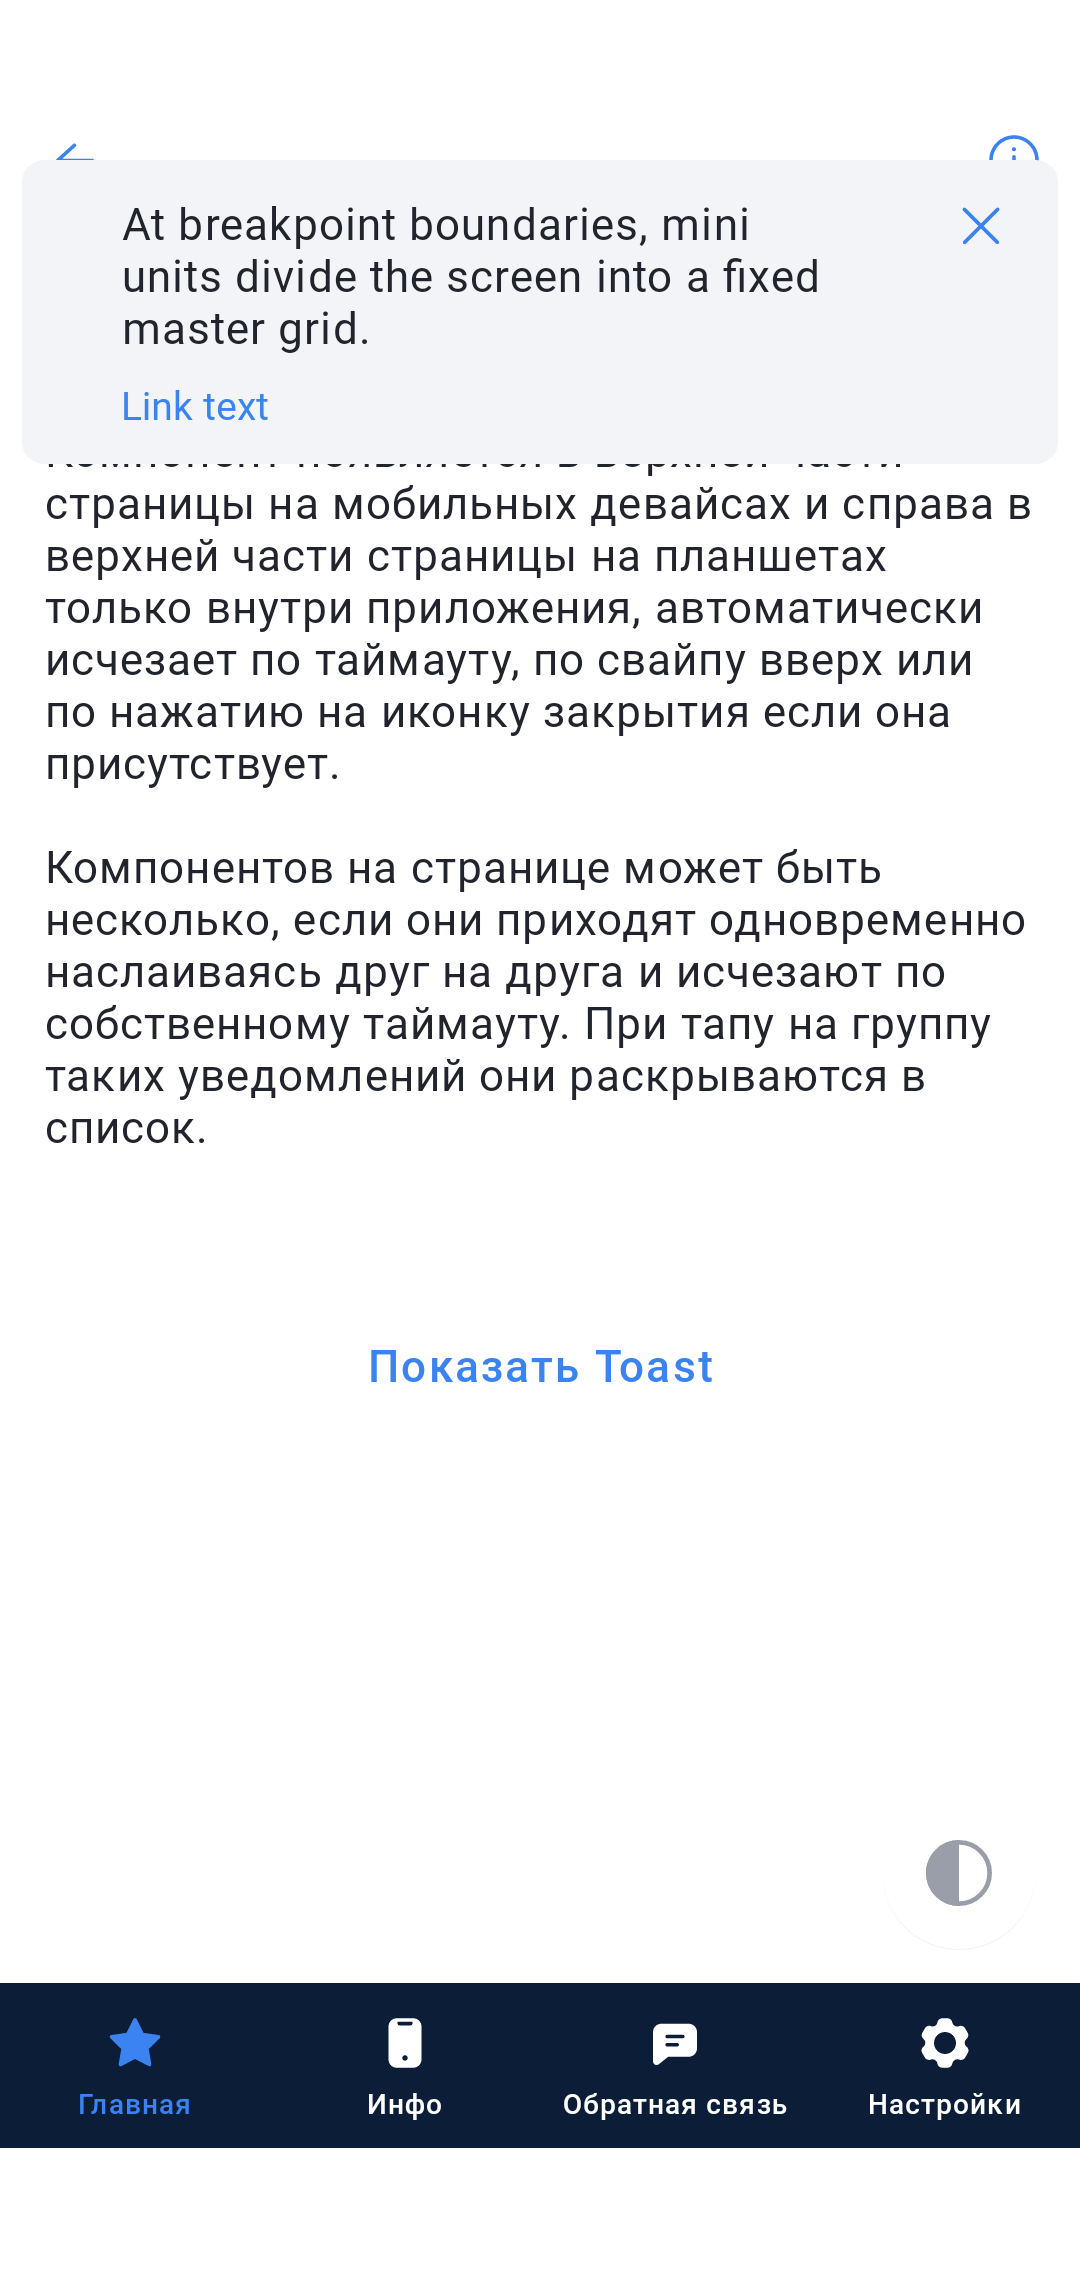 At breakpoint boundaries, mini
units divide the screen into a fixed
master grid.
Link text
Компонент появляется в верхней части
страницы на мобильных девайсах и справа в
верхней части страницы на планшетах
только внутри приложения, автоматически
исчезает по таймауту, по свайпу вверх или
по нажатию на иконку закрытия если она
присутствует.
Компонентов на странице может быть
несколько, если они приходят одновременно
наслаиваясь друг на друга и исчезают по
собственному таймауту. При тапу на группу
таких уведомлений они раскрываются в
список.
Показать Toast
Главная
Инфо
Обратная связь
Настройки